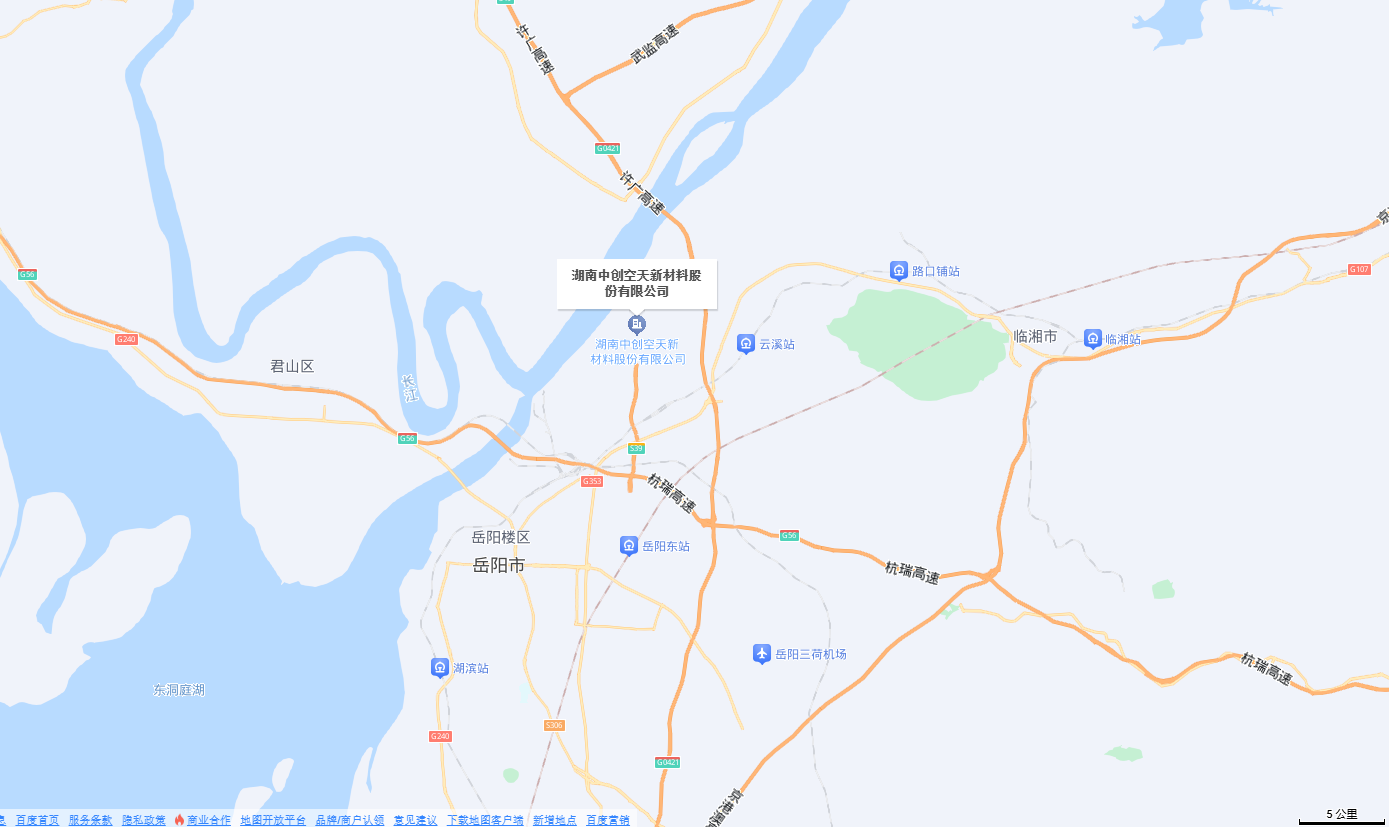 许广高速
武监高速
G0421
许广高速
京
G56
湖南中创空天新材料股
份有限公司
路口铺站
G107
湖南中创空天新
材料股份有限公司
云溪站
临湘市
临湘站
G240
君山区
长江
G56
S39
G353
杭瑞高速
岳阳楼区
岳阳市
岳阳东站
G56
杭瑞高速
岳阳三荷机场
杭瑞高速
湖滨站
东洞庭湖
S306
G240
G0421
京港
5 公里
息 百度首页 服务条款 隐私政策 商业合作 地图开放平台 品牌/商户认领 意见建议 下载地图客户端 新增地点 百度营销